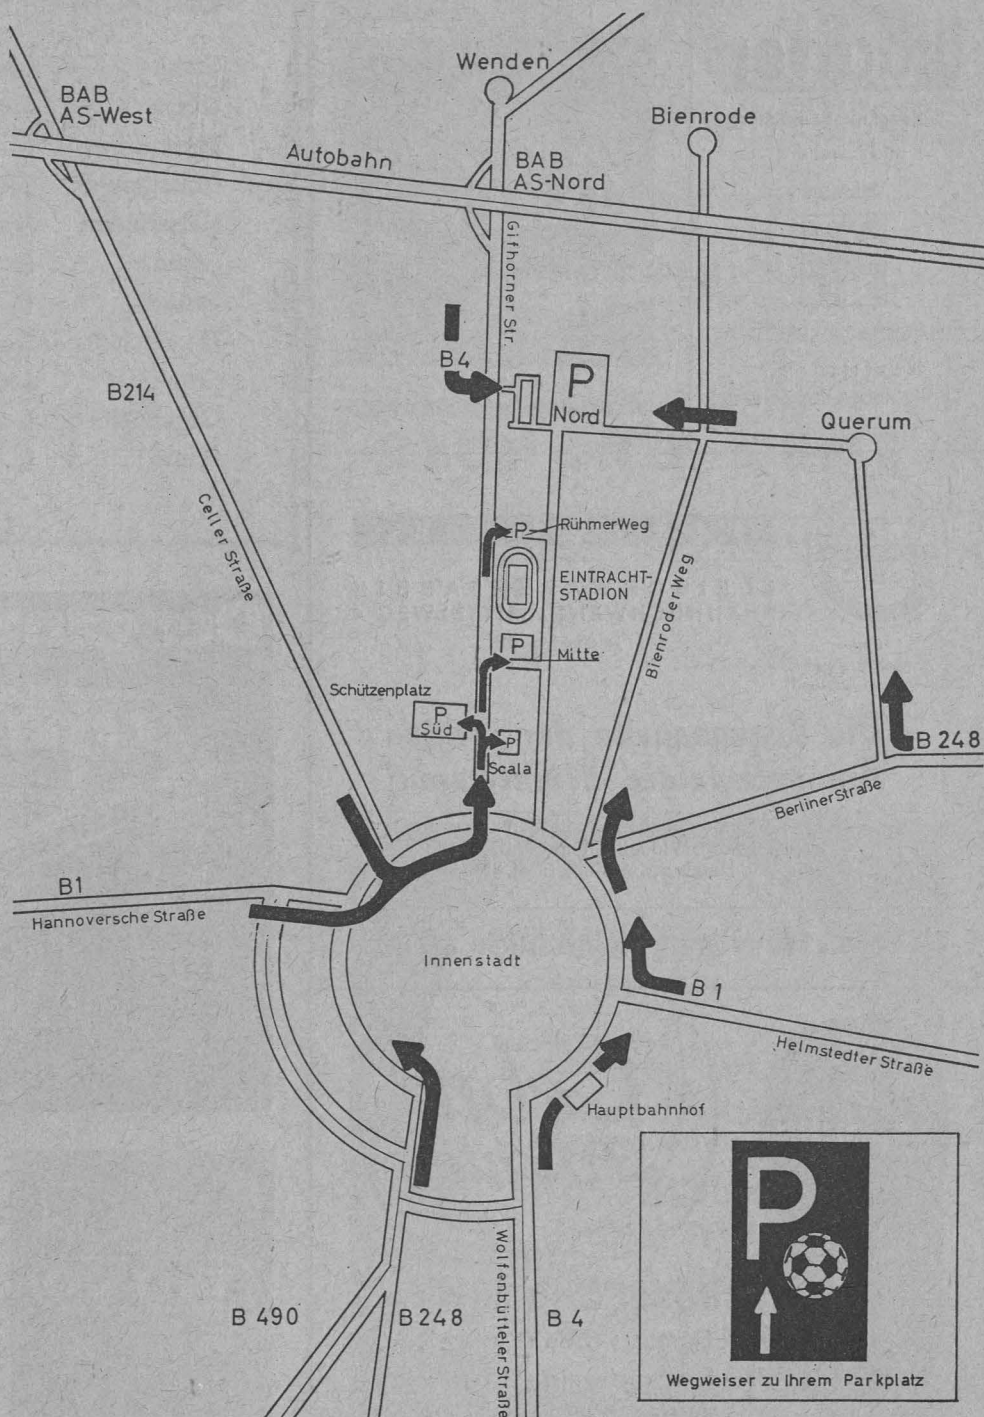 Wenden
BAB
AS-West
Bienrode
Autobahn
BAB
AS-Nord
Gifhorner Str.
B4
B214
P
Nord
Querum
Celler Straße
P
RühmerWeg
EINTRACHT-
STADION
Bienroder Weg
P
Mitte
Schützenplatz
P
Süd
P
Scala
B 248
Berliner Straße
B1
Hannoversche Straße
Innenstadt
B 1
Helmstedter Straße
Hauptbahnhof
P
Wolfenbütteler Straße
B 490
B 248
B 4
Wegweiser zu Ihrem Parkplatz